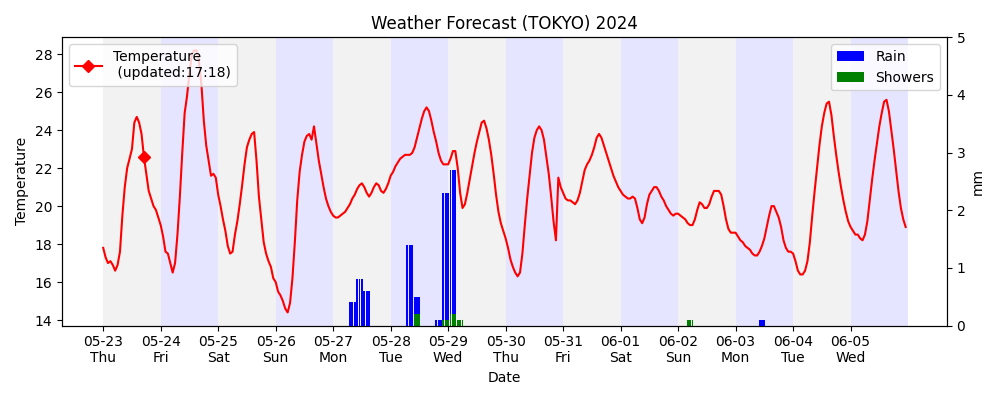 Weather Forecast (TOKYO) 2024
Temperature
(updated:17:18)
Rain
Showers
Temperature
28
26
24
22
20
18
16
14
5
4
3
2
1
0
mm
05-23 05-24 05-25 05-26 05-27 05-28 05-29 05-30 05-31 06-01 06-02 06-03 06-04 06-05
Thu Fri Sat Sun Mon Tue Wed Thu Fri Sat Sun Mon Tue Wed
Date